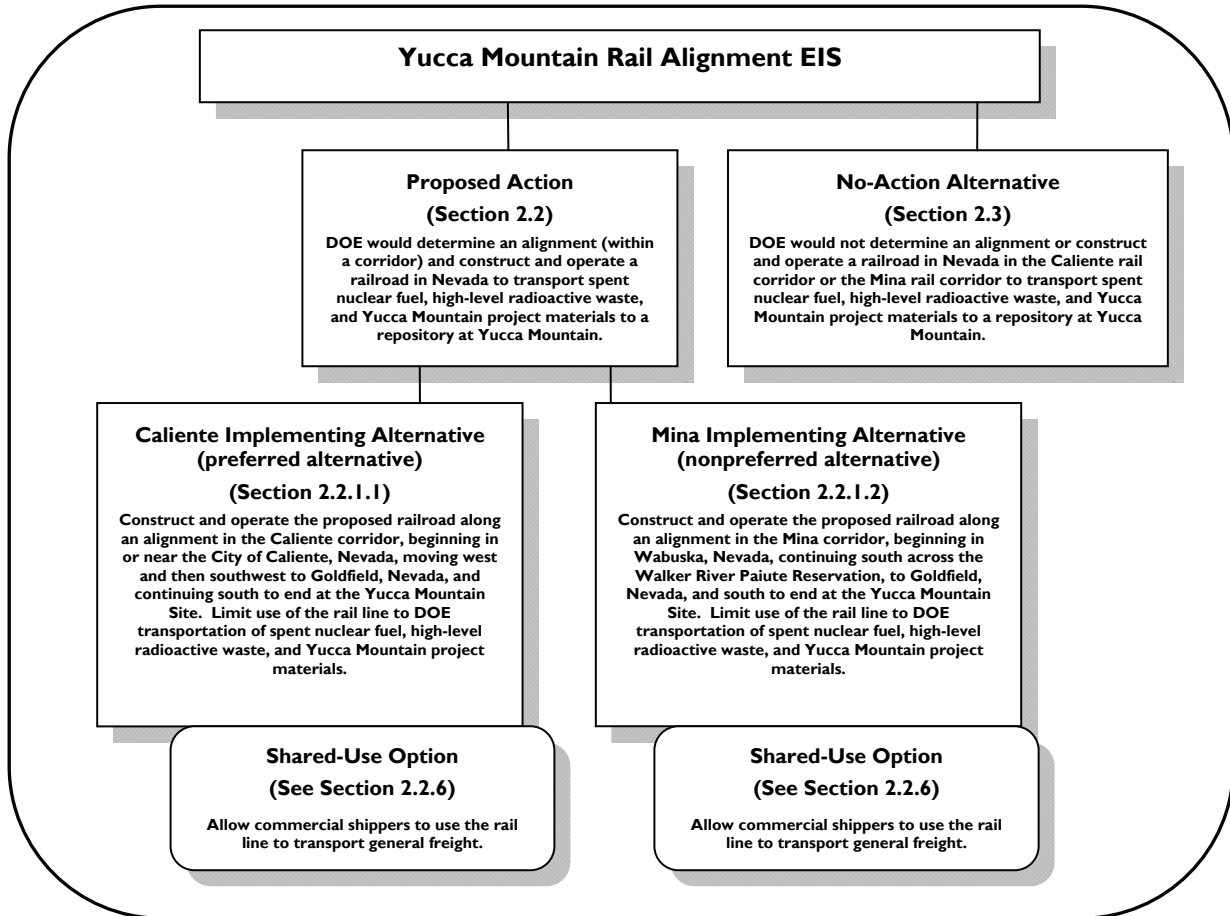 Yucca Mountain Rail Alignment EIS
Proposed Action
(Section 2.2)
DOE would determine an alignment (within
a corridor) and construct and operate a
railroad in Nevada to transport spent
nuclear fuel, high-level radioactive waste,
and Yucca Mountain project materials to a
repository at Yucca Mountain.
No-Action Alternative
(Section 2.3)
DOE would not determine an alignment or construct
and operate a railroad in Nevada in the Caliente rail
corridor or the Mina rail corridor to transport spent
nuclear fuel, high-level radioactive waste, and Yucca
Mountain project materials to a repository at Yucca
Mountain.
Caliente Implementing Alternative
(preferred alternative)
(Section 2.2.1.1)
Construct and operate the proposed railroad along
an alignment in the Caliente corridor, beginning in
or near the City of Caliente, Nevada, moving west
and then southwest to Goldfield, Nevada, and
continuing south to end at the Yucca Mountain
Site. Limit use of the rail line to DOE
transportation of spent nuclear fuel, high-level
radioactive waste, and Yucca Mountain project
materials.
Mina Implementing Alternative
(nonpreferred alternative)
(Section 2.2.1.2)
Construct and operate the proposed railroad along
an alignment in the Mina corridor, beginning in
Wabuska, Nevada, continuing south across the
Walker River Paiute Reservation, to Goldfield,
Nevada, and south to end at the Yucca Mountain
Site. Limit use of the rail line to DOE
transportation of spent nuclear fuel, high-level
radioactive waste, and Yucca Mountain project
materials.
Shared-Use Option
(See Section 2.2.6)
Allow commercial shippers to use the rail
line to transport general freight.
Shared-Use Option
(See Section 2.2.6)
Allow commercial shippers to use the rail
line to transport general freight.